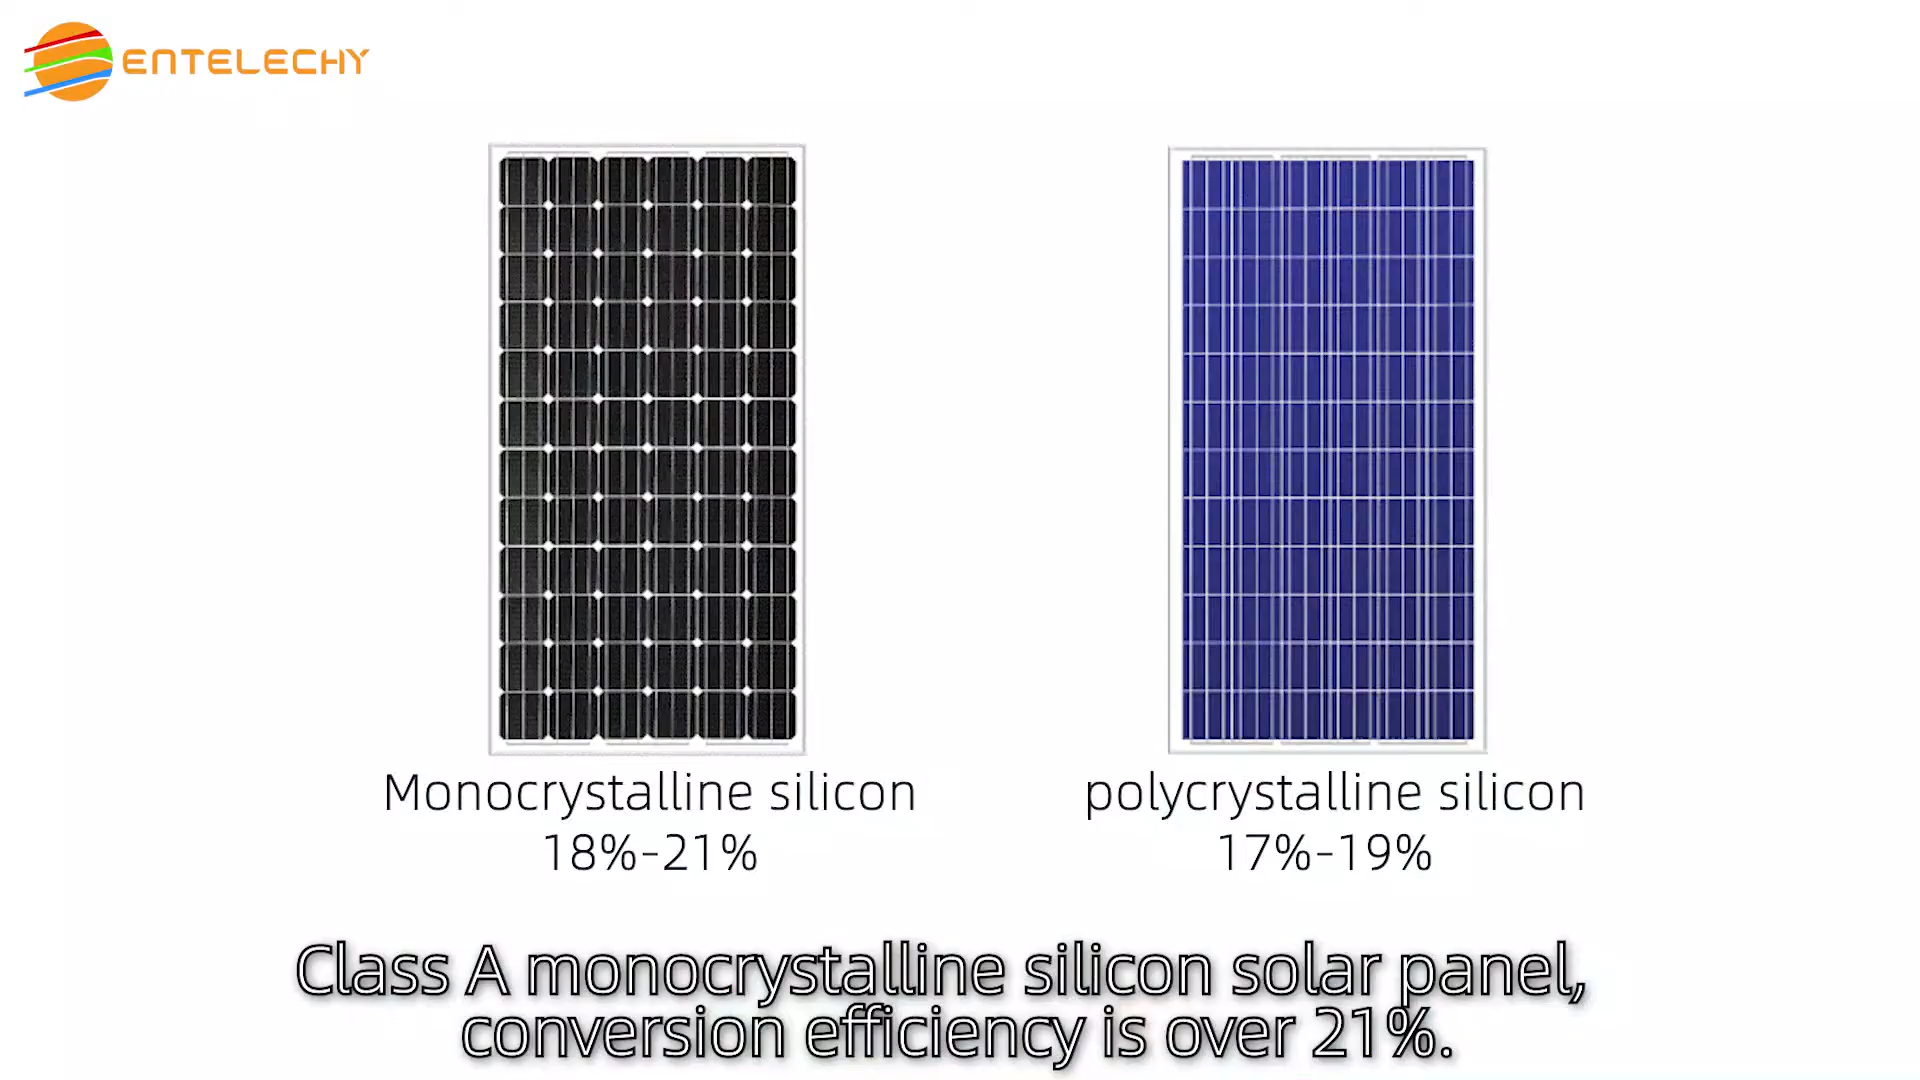 ENTELECHY
Monocrystalline silicon
18%-21%
polycrystalline silicon
17%-19%
Class A monocrystalline silicon solar panel,
conversion efficiency is over 21%.